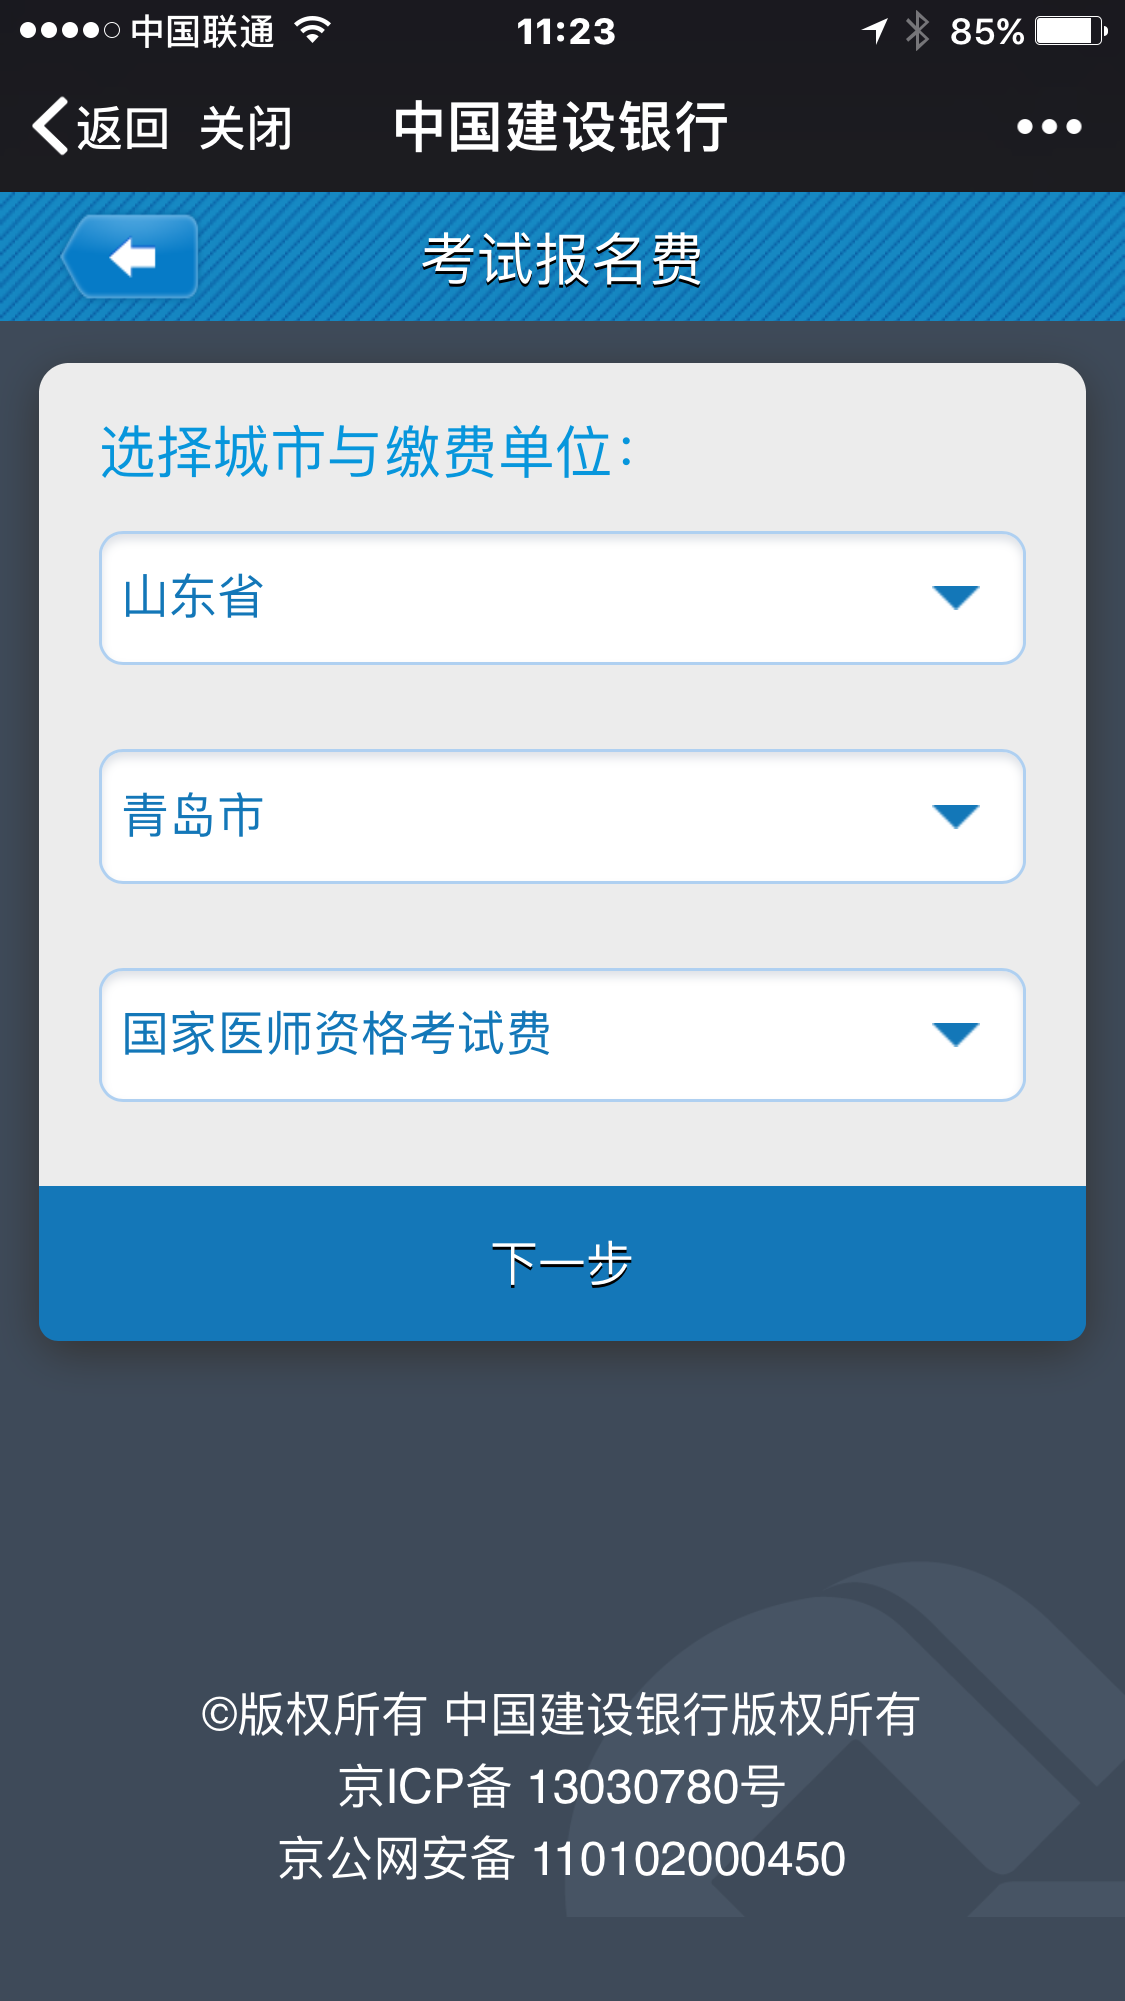 中国联通 11:23 85%
返回 关闭 中国建设银行
考试报名费
选择城市与缴费单位：
山东省
青岛市
国家医师资格考试费
下一步
©版权所有 中国建设银行版权所有
京ICP备 13030780号
京公网安备 110102000450